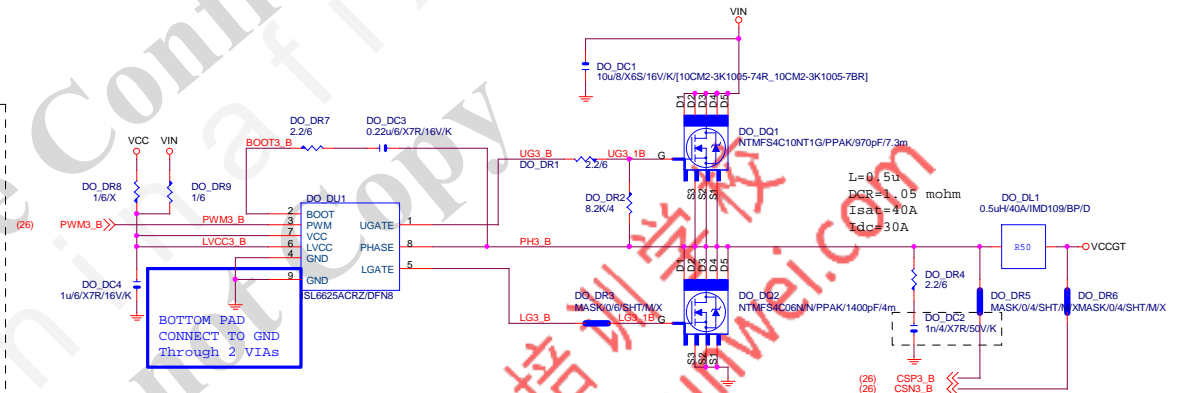 VIN
DO_DC1
10u/8/X6S/16V/K/[10CM2-3K1005-74R_10CM2-3K1005-7BR]
D1 D2 D3 D4 D5
DO_DR7
2.2/6
DO_DC3
0.22u/6/X7R/16V/K
VCC
VIN
BOOT3_B
DO_DQ1
NTMFS4C10NT1G/PPAK/970pF/7.3m
UG3_B
DO_DR1
2.2/6
UG3_1B
G
S3 S2 S1
DO_DR8
1/6/X
DO_DR9
1/6
DO_DR2
8.2K/4
L=0.5u
DCR=1.05 mohm
Isat=40A
Idc=30A
DO_DL1
0.5uH/40A/IMD109/BP/D
R50
VCCGT
DO_DU1
2 BOOT
3 PWM
7 VCC
6 LVCC
4 GND
9 GND
UGATE 1
PHASE 8
LGATE 5
ISL6625ACRZ/DFN8
(26) PWM3_B
PWM3_B
LVCC3_B
PH3_B
D1 D2 D3 D4 D5
DO_DC4
1u/6/X7R/16V/K
BOTTOM PAD
CONNECT TO GND
Through 2 VIAs
DO_DR3
MASK/0/6/SHT/M/X
LG3_B
LG3_1B
G
DO_DQ2
NTMFS4C06N/N/PPAK/1400pF/4m
S3 S2 S1
DO_DR4
2.2/6
DO_DC2
1n/4/X7R/50V/K
DO_DR5
MASK/0/4/SHT/M/X
DO_DR6
MASK/0/4/SHT/M/X
(26) CSP3_B
(26) CSN3_B
not Copy
培训学校